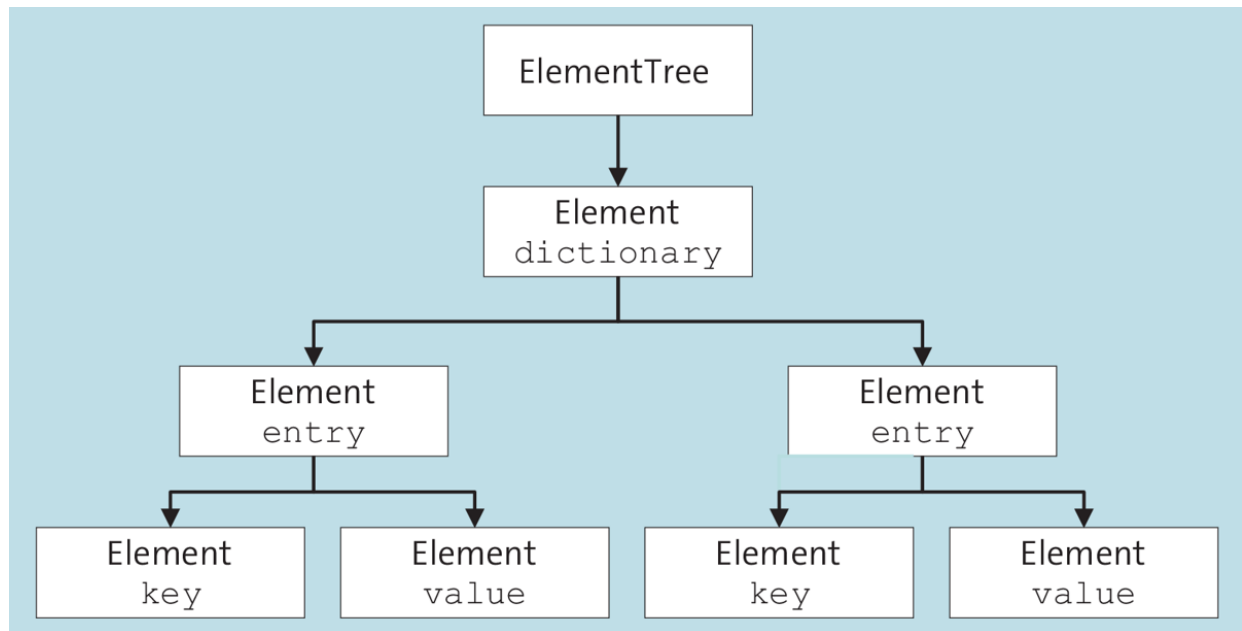 ElementTree
Element
dictionary
Element
entry
Element
entry
Element
key
Element
value
Element
key
Element
value